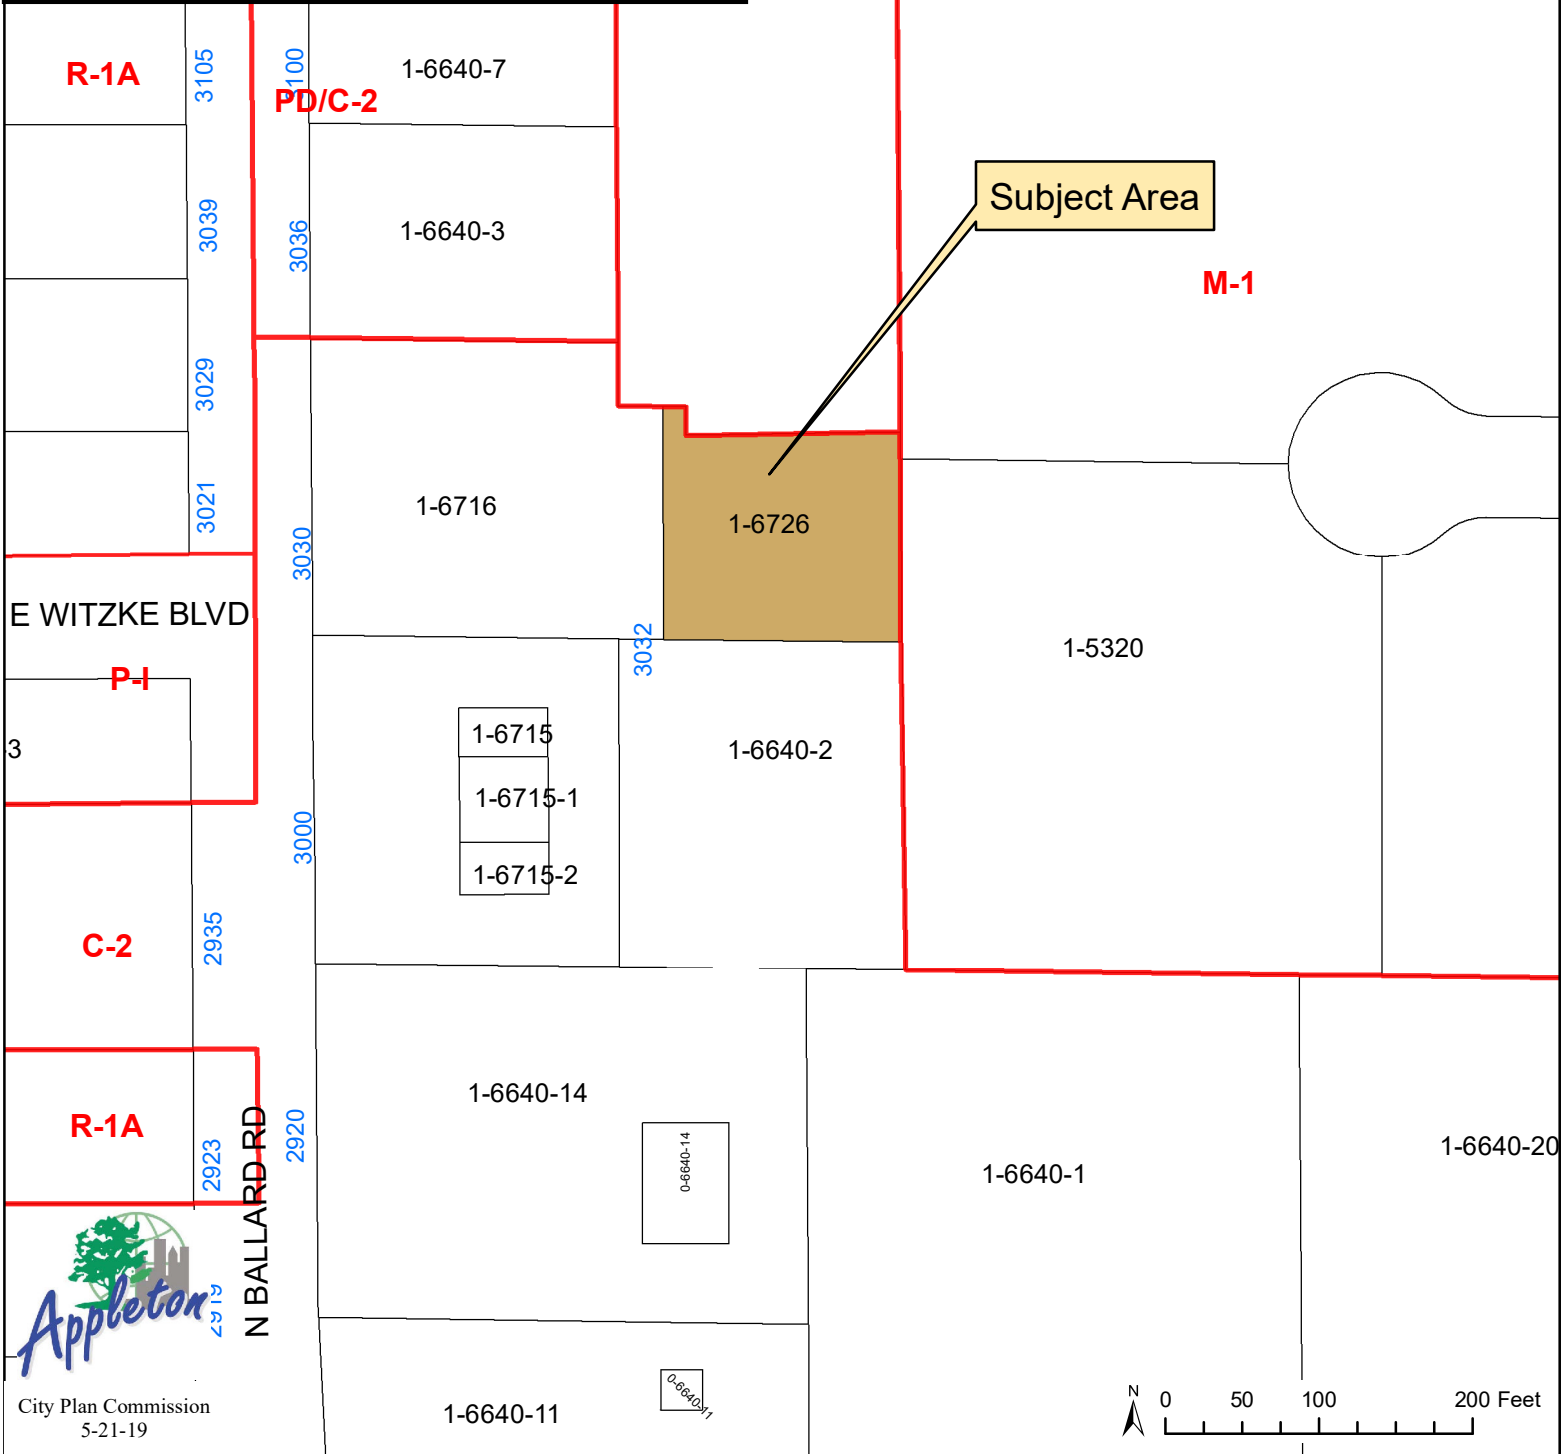 R-1A
3105
3100
PD/C-2
1-6640-7
3039
3036
1-6640-3
Subject Area
M-1
3029
3021
1-6716
3030
1-6726
E WITZKE BLVD
P-I
3
3032
1-5320
1-6715
1-6715-1
1-6715-2
1-6640-2
3000
C-2
2935
R-1A
2923
N BALLARD RD
2920
1-6640-14
0-6640-14
1-6640-1
1-6640-20
Appleton
2919
City Plan Commission
5-21-19
1-6640-11
0-6640-11
N
0 50 100 200 Feet